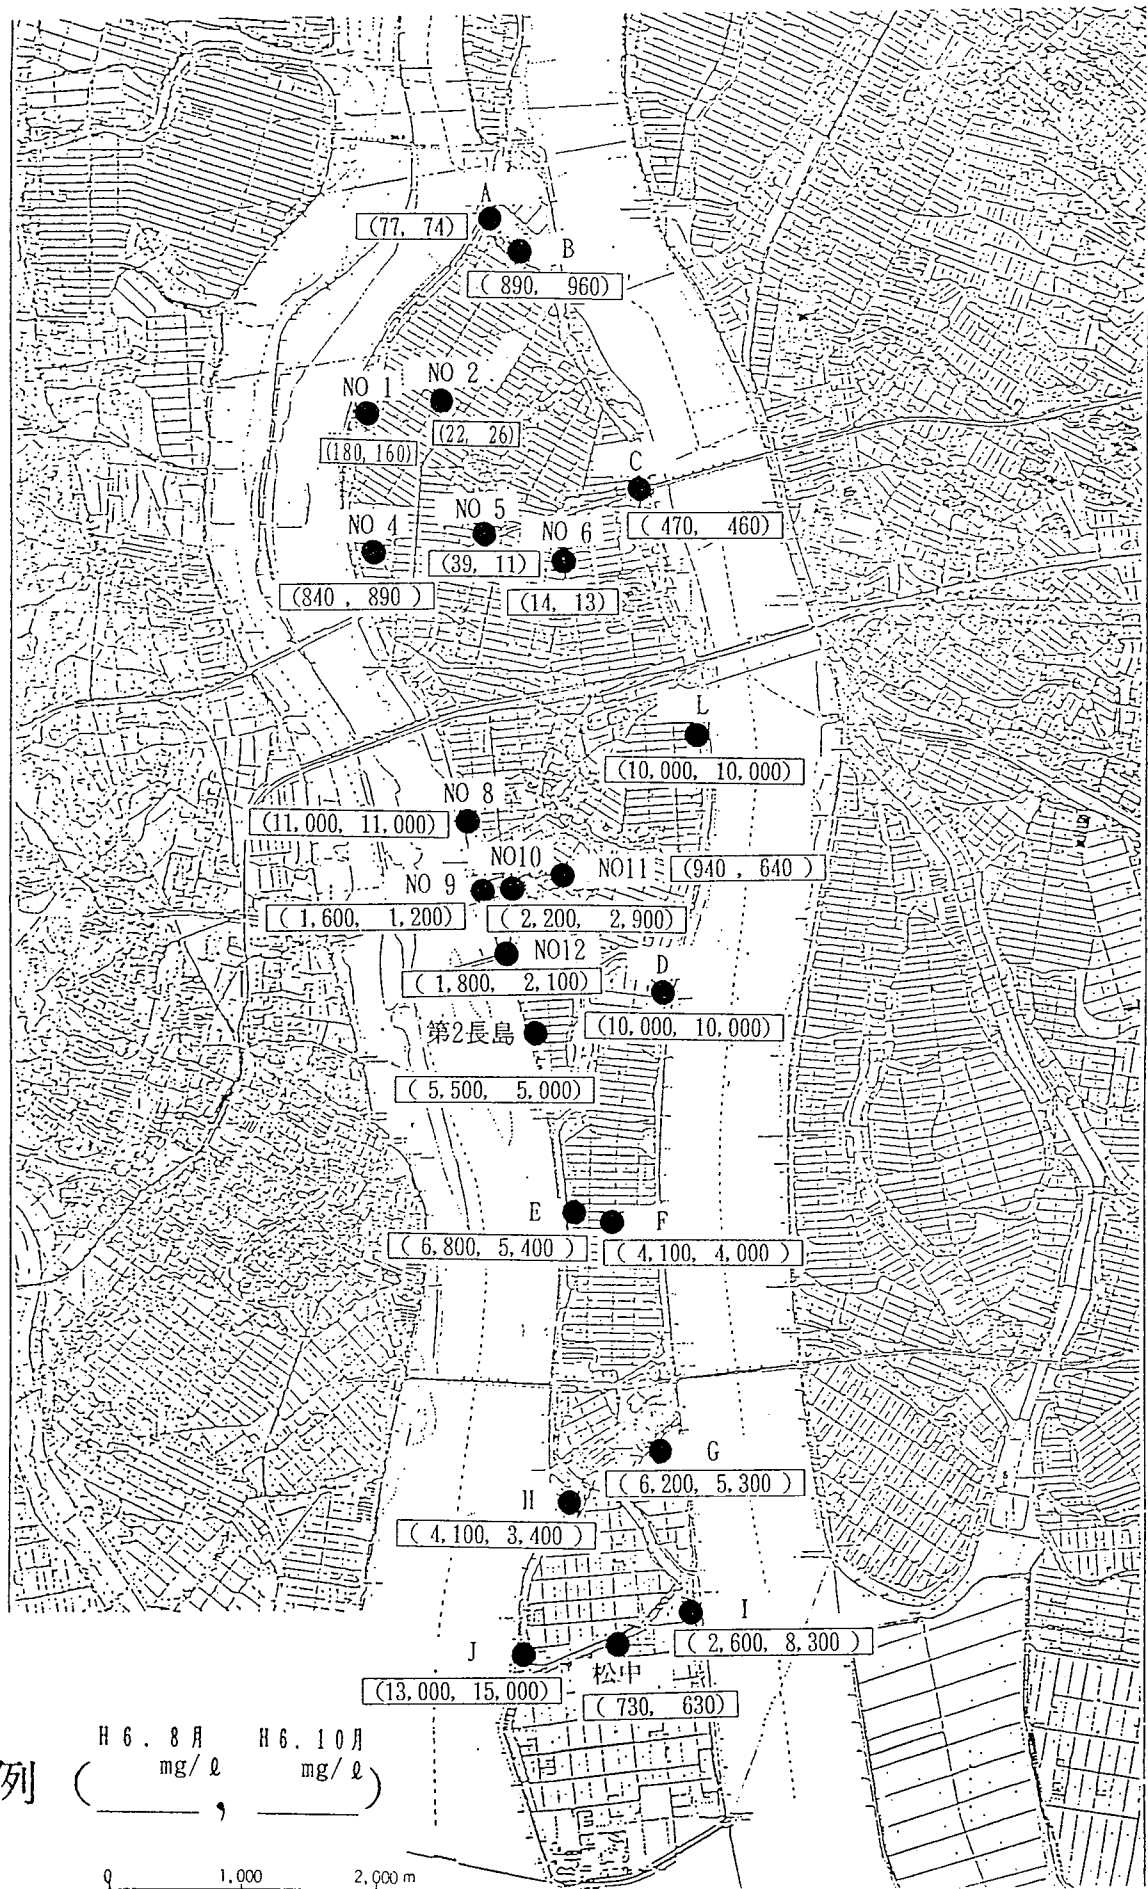 A
(77, 74)
B
( 890, 960)
NO 1
NO 2
(180, 160)
(22, 26)
C
( 470, 460)
NO 4
NO 5
NO 6
(39, 11)
(840 , 890 )
(14, 13)
L
(10,000, 10,000)
NO 8
(11,000, 11,000)
NO10
NO11
(940 , 640 )
NO 9
( 1,600, 1,200)
( 2,200, 2,900)
NO12
( 1,800, 2,100)
D
(10,000, 10,000)
第2長島
( 5,500, 5,000)
E
F
( 6,800, 5,400 )
( 4,100, 4,000 )
G
( 6,200, 5,300 )
H
( 4,100, 3,400 )
I
( 2,600, 8,300 )
J
(13,000, 15,000)
松中
( 730, 630)
H6.8月 H6.10月
列 ( mg/ℓ , mg/ℓ )
0 1,000 2,000 m